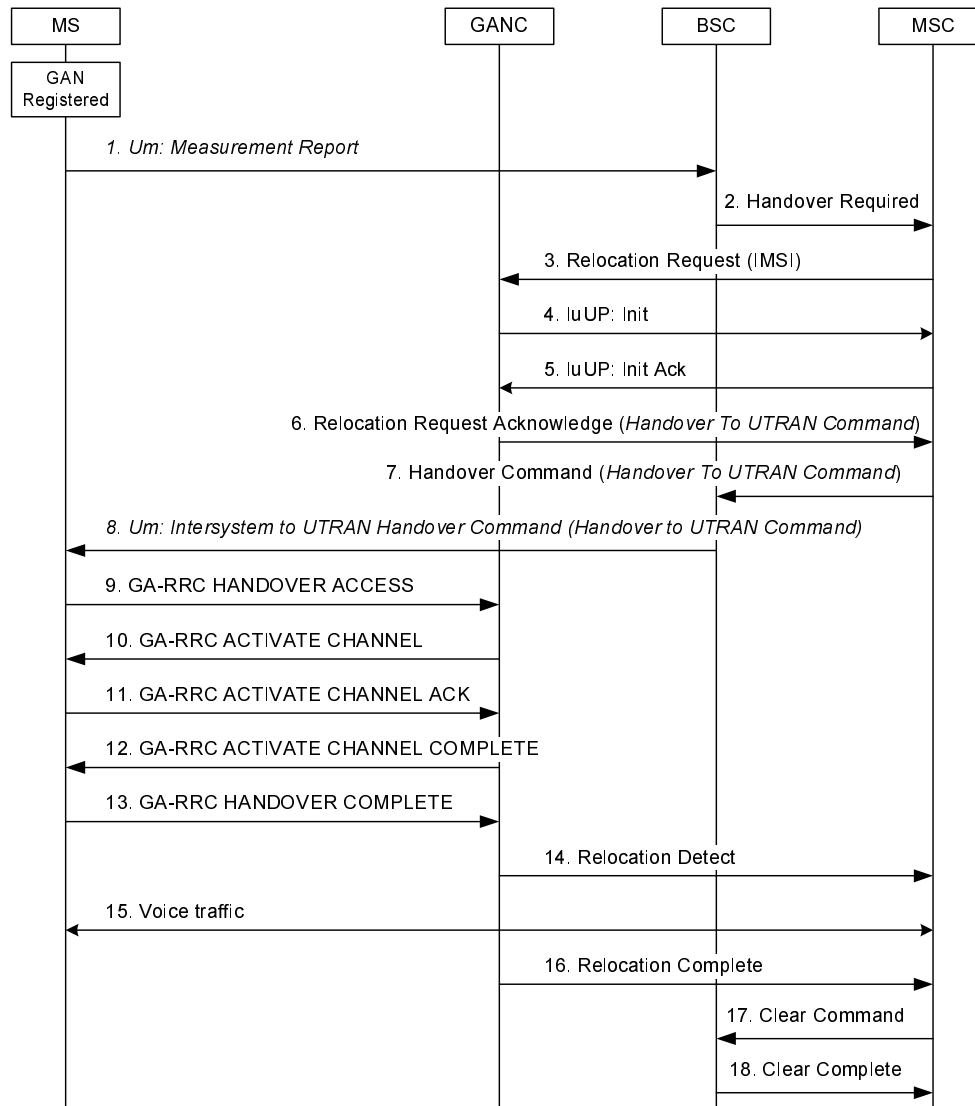 MS
GANC
BSC
MSC
GAN
Registered
1. Um: Measurement Report
2. Handover Required
3. Relocation Request (IMSI)
4. IuUP: Init
5. IuUP: Init Ack
6. Relocation Request Acknowledge (Handover To UTRAN Command)
7. Handover Command (Handover To UTRAN Command)
8. Um: Intersystem to UTRAN Handover Command (Handover to UTRAN Command)
9. GA-RRC HANDOVER ACCESS
10. GA-RRC ACTIVATE CHANNEL
11. GA-RRC ACTIVATE CHANNEL ACK
12. GA-RRC ACTIVATE CHANNEL COMPLETE
13. GA-RRC HANDOVER COMPLETE
14. Relocation Detect
15. Voice traffic
16. Relocation Complete
17. Clear Command
18. Clear Complete